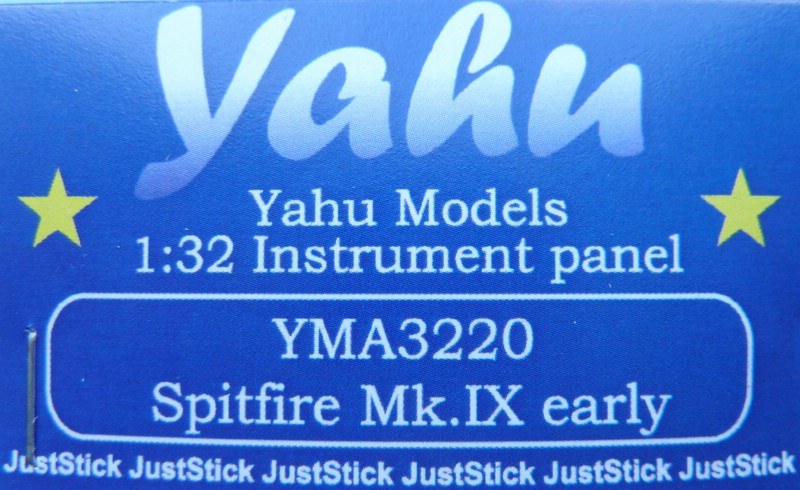 Yahu
Yahu Models
1:32 Instrument panel
YMA3220
Spitfire Mk.IX early
JustStick JustStick JustStick JustStick JustStick JustStick